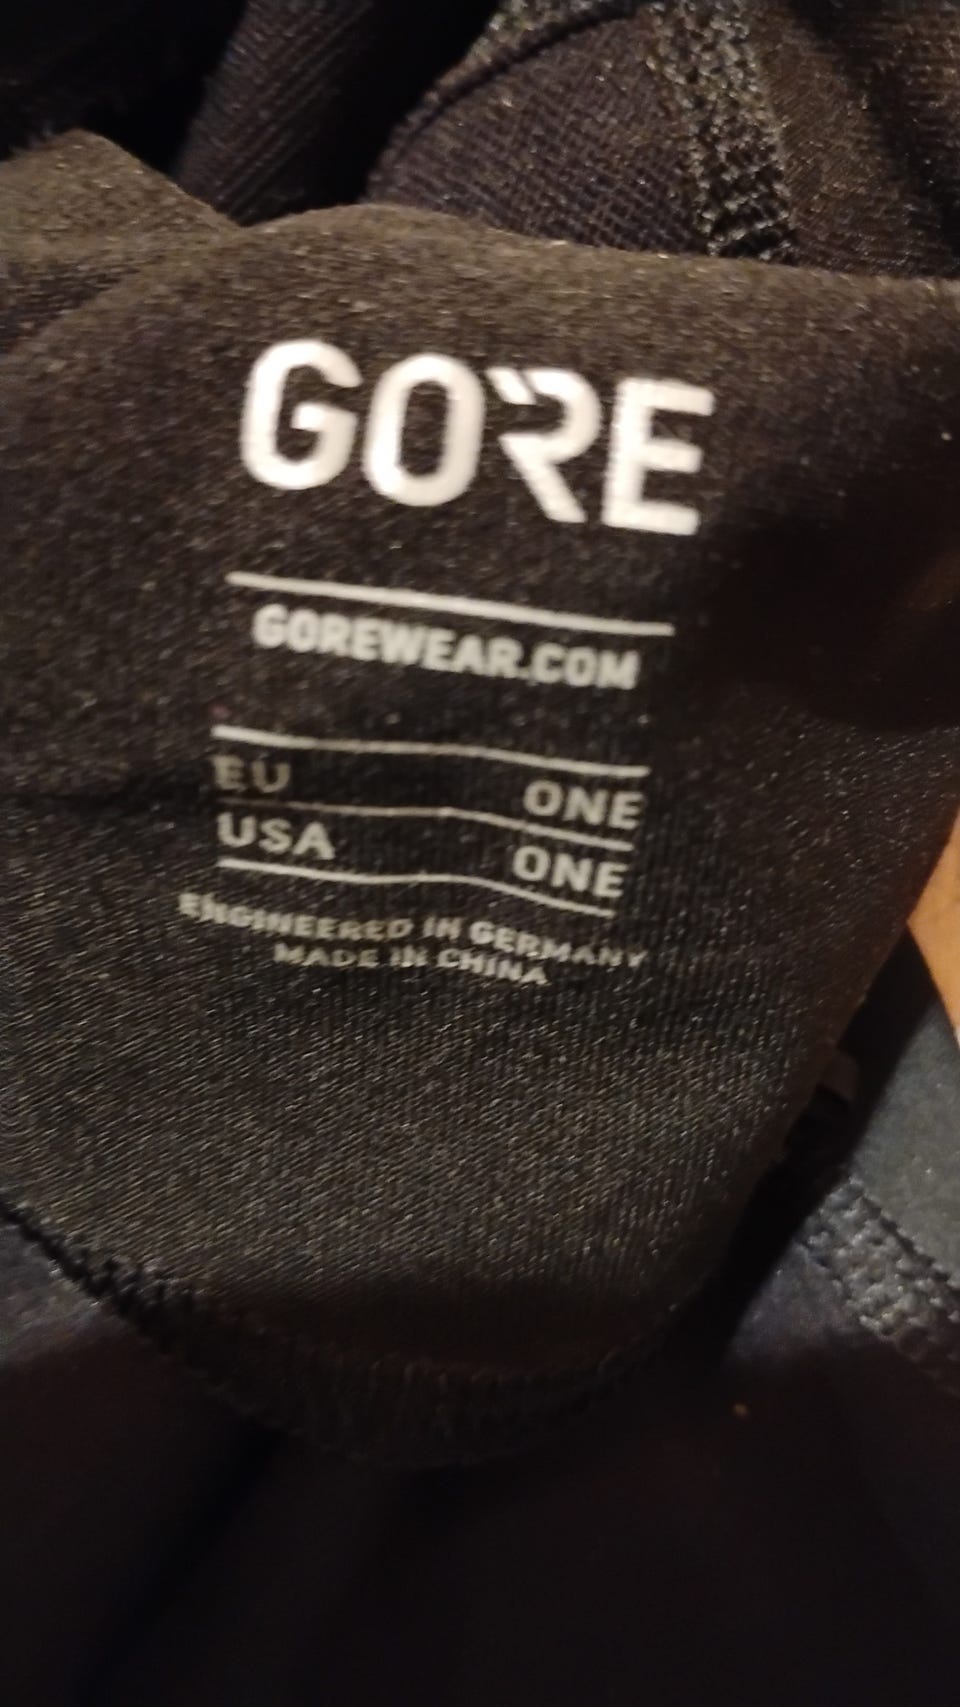 GORE
GOREWEAR.COM
EU ONE
USA ONE
ENGINEERED IN GERMANY
MADE IN CHINA